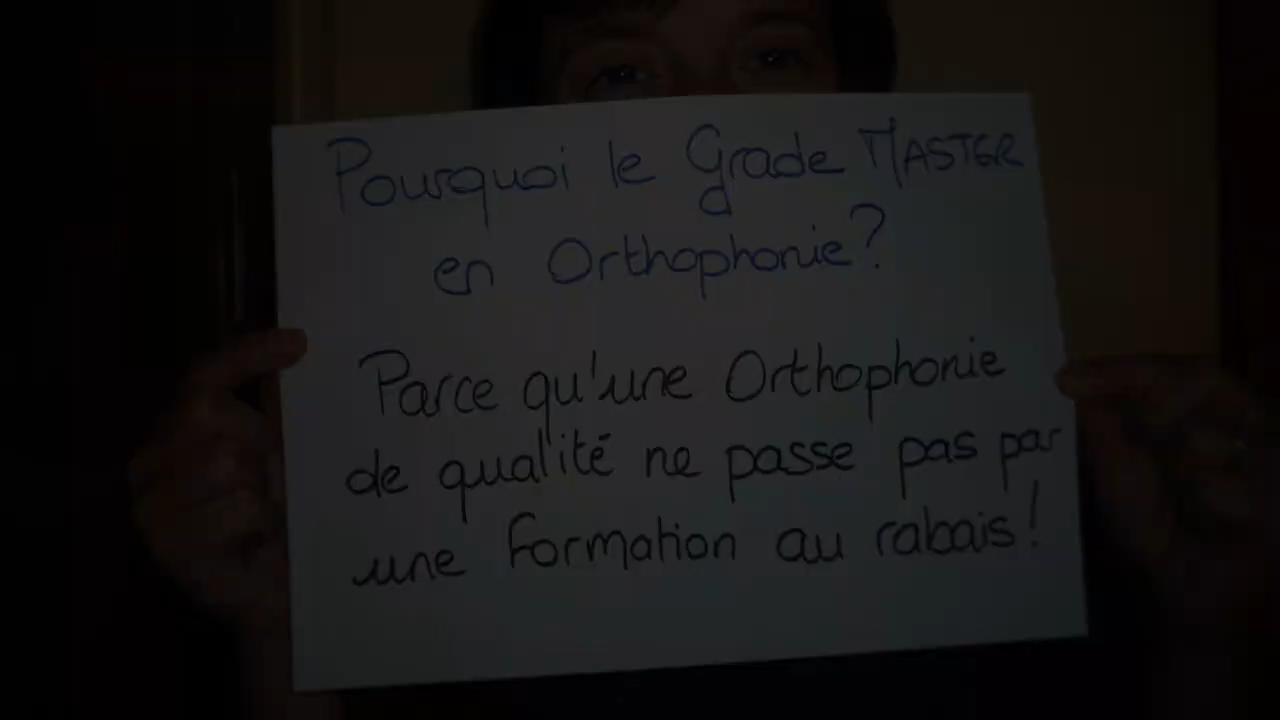 Pourquoi le Grade MASTER
en Orthophonie?
Parce qu'une Orthophonie
de qualité ne passe pas par
une formation au rabais!